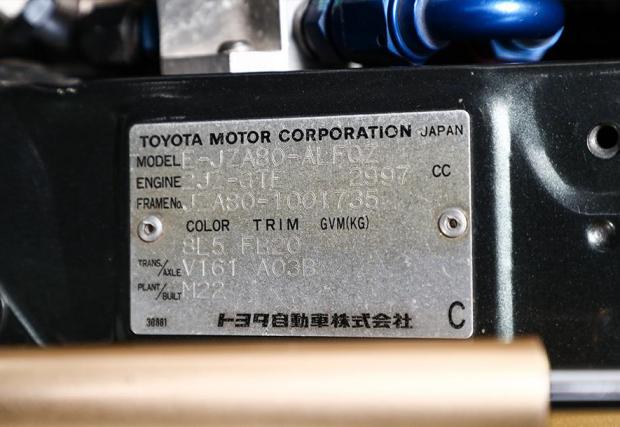 TOYOTA MOTOR CORPORATION JAPAN
MODEL E-JZA80-ALFQZ
ENGINE 2JZ-GTE 2997 CC
FRAME No. JZA80-1001735
COLOR TRIM GVM(KG)
8L5 FB20
TRANS./AXLE V161 A03B
PLANT/BUILT M22
30881
トヨタ自動車株式会社
C